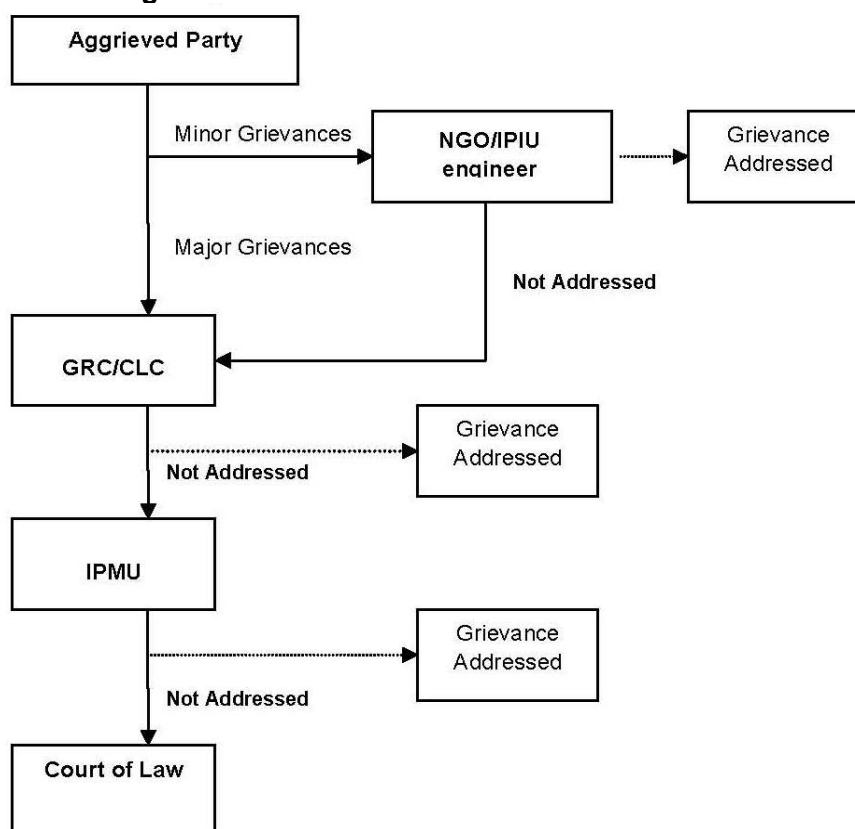 Aggrieved Party
Minor Grievances
NGO/IPIU
engineer
Grievance
Addressed
Major Grievances
Not Addressed
GRC/CLC
Grievance
Addressed
Not Addressed
IPMU
Grievance
Addressed
Not Addressed
Court of Law